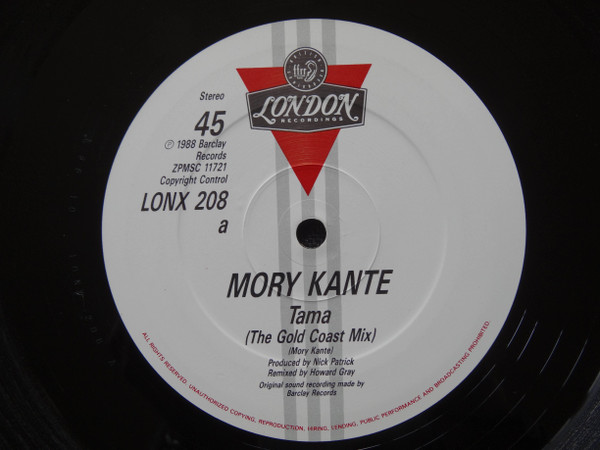 ffrr
LONDON
RECORDINGS
Stereo
45
℗ 1988 Barclay
Records
ZPMSC 11721
Copyright Control
LONX 208
a
MORY KANTE
Tama
(The Gold Coast Mix)
(Mory Kante)
Produced by Nick Patrick
Remixed by Howard Gray
Original sound recording made by
Barclay Records
ALL RIGHTS RESERVED. UNAUTHORIZED COPYING, REPRODUCTION, HIRING, LENDING, PUBLIC PERFORMANCE AND BROADCASTING PROHIBITED.